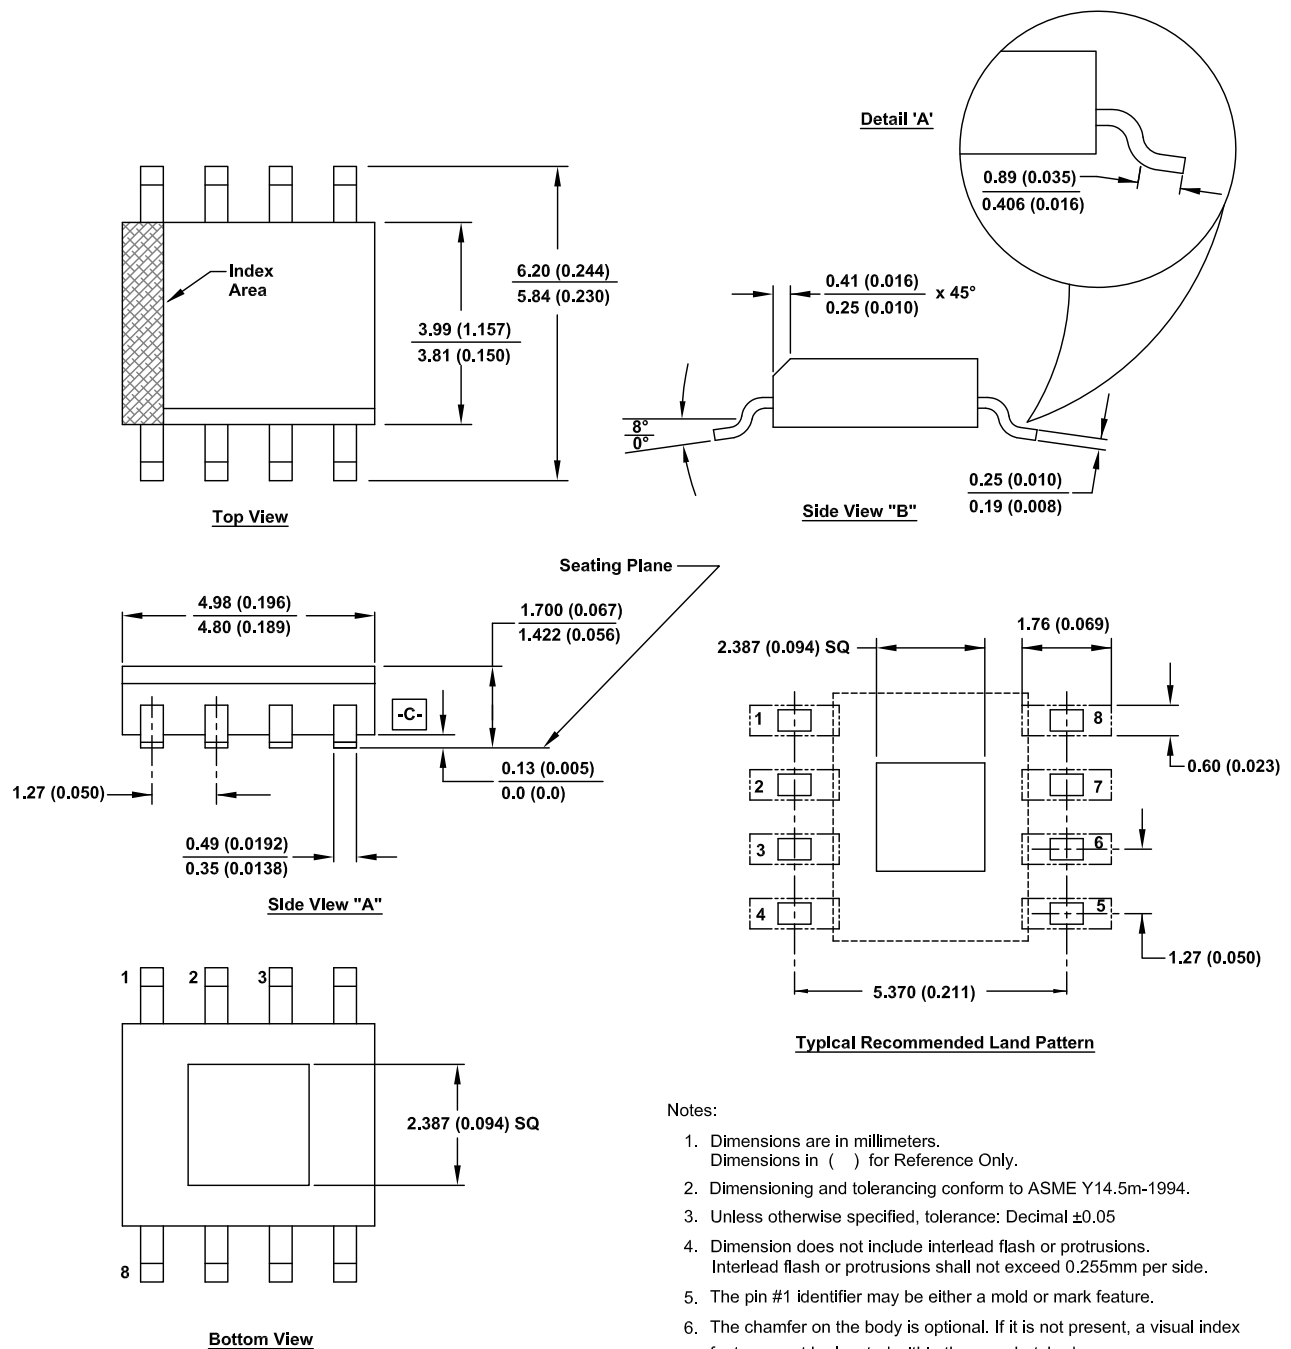 Detail 'A'
0.89 (0.035)
0.406 (0.016)
Index
Area
6.20 (0.244)
5.84 (0.230)
3.99 (1.157)
3.81 (0.150)
0.41 (0.016)
0.25 (0.010)
x 45°
8°
0°
0.25 (0.010)
0.19 (0.008)
Top View
Side View "B"
Seating Plane
4.98 (0.196)
4.80 (0.189)
1.700 (0.067)
1.422 (0.056)
-C-
0.13 (0.005)
0.0 (0.0)
1.27 (0.050)
0.49 (0.0192)
0.35 (0.0138)
Side View "A"
2.387 (0.094) SQ
1.76 (0.069)
1
8
0.60 (0.023)
2
7
3
6
4
5
1.27 (0.050)
5.370 (0.211)
Typical Recommended Land Pattern
1
2
3
2.387 (0.094) SQ
8
Bottom View
Notes:
1. Dimensions are in millimeters.
Dimensions in ( ) for Reference Only.
2. Dimensioning and tolerancing conform to ASME Y14.5m-1994.
3. Unless otherwise specified, tolerance: Decimal ±0.05
4. Dimension does not include interlead flash or protrusions.
Interlead flash or protrusions shall not exceed 0.255mm per side.
5. The pin #1 identifier may be either a mold or mark feature.
6. The chamfer on the body is optional. If it is not present, a visual index